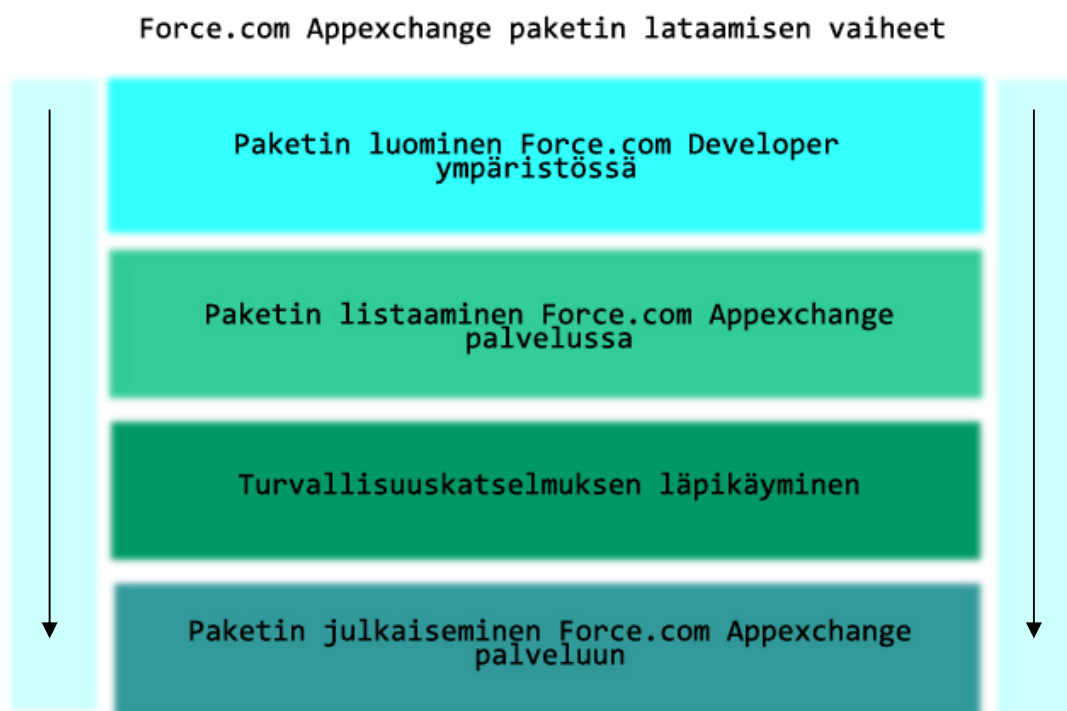 Force.com Appexchange paketin lataamisen vaiheet
Paketin luominen Force.com Developer
ympäristössä
Paketin listaaminen Force.com Appexchange
palvelussa
Turvallisuuskatselmuksen läpikäyminen
Paketin julkaiseminen Force.com Appexchange
palveluun